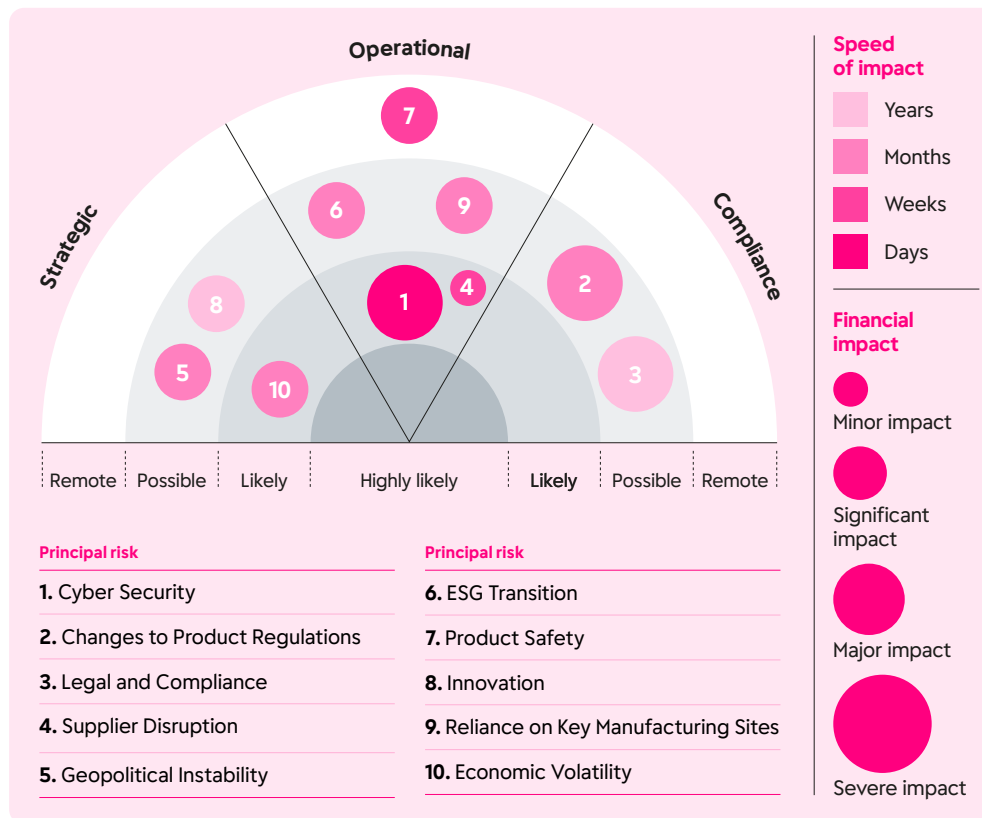 Operational
Strategic
Compliance
7
6
9
8
1
4
2
5
10
3
Remote
Possible
Likely
Highly likely
Likely
Possible
Remote
Speed
of impact
Years
Months
Weeks
Days
Financial
impact
Minor impact
Significant
impact
Major impact
Severe impact
Principal risk
1. Cyber Security
2. Changes to Product Regulations
3. Legal and Compliance
4. Supplier Disruption
5. Geopolitical Instability
Principal risk
6. ESG Transition
7. Product Safety
8. Innovation
9. Reliance on Key Manufacturing Sites
10. Economic Volatility